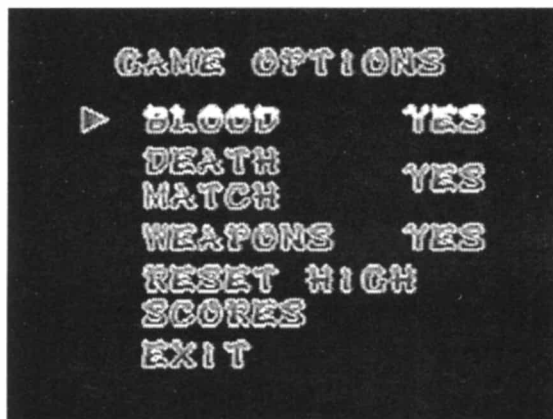 GAME OPTIONS
BLOOD YES
DEATH
MATCH YES
WEAPONS YES
RESET HIGH
SCORES
EXIT